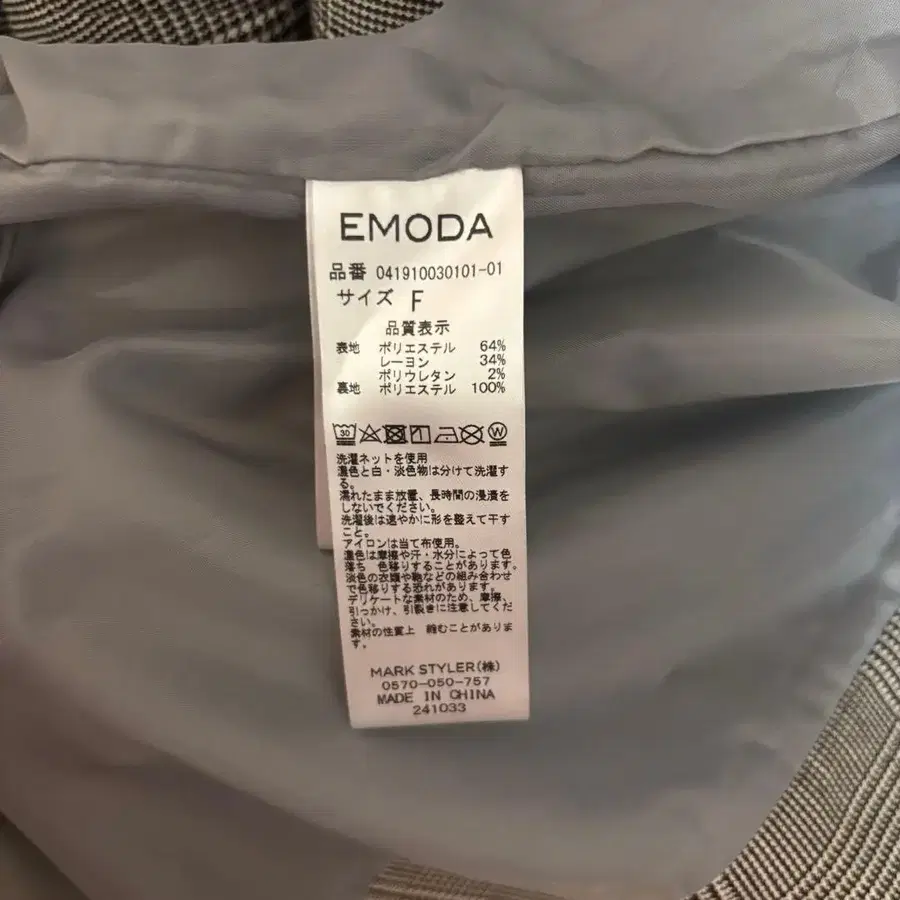 EMODA
品番 041910030101-01
サイズ F
品質表示
表地 ポリエステル 64%
レーヨン 34%
ポリウレタン 2%
裏地 ポリエステル 100%
30 W
洗濯ネットを使用
濃色と白・淡色物は分けて洗濯す
る。
濡れたまま放置、長時間の浸漬を
しないでください。
洗濯後は速やかに形を整えて干す
こと。
アイロンは当て布使用。
濃色は摩擦や汗・水分によって色
落ち 色移りすることがあります。
淡色の衣類や鞄などの組み合わせ
で色移りする恐れがあります。
デリケートな素材のため、摩擦、
引っかけ、引裂きに注意してくだ
さい。
素材の性質上 縮むことがありま
す。
MARK STYLER(株)
0570-050-757
MADE IN CHINA
241033